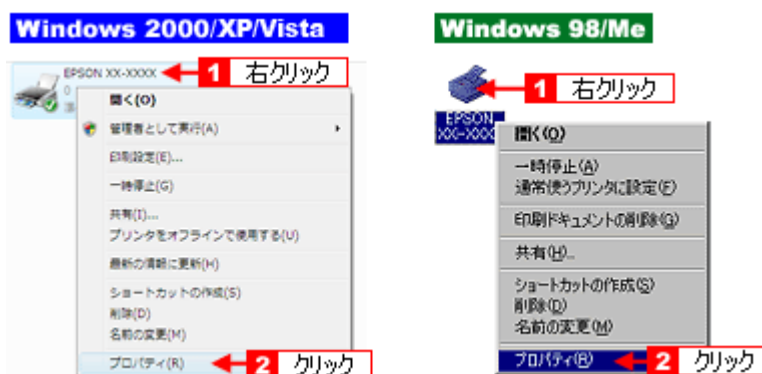 Windows 2000/XP/Vista
EPSON XX-XXXX
1 右クリック
0
開く(O)
管理者として実行(A)
印刷設定(E)...
一時停止(G)
共有(I)...
プリンタをオフラインで使用する(U)
最新の情報に更新(H)
ショートカットの作成(S)
削除(D)
名前の変更(M)
プロパティ(R)
2 クリック
Windows 98/Me
1 右クリック
EPSON
XX-XXXX
開く(O)
一時停止(A)
通常使うプリンタに設定(F)
印刷ドキュメントの削除(G)
共有(H)...
ショートカットの作成(S)
削除(D)
名前の変更(M)
プロパティ(R)
2 クリック